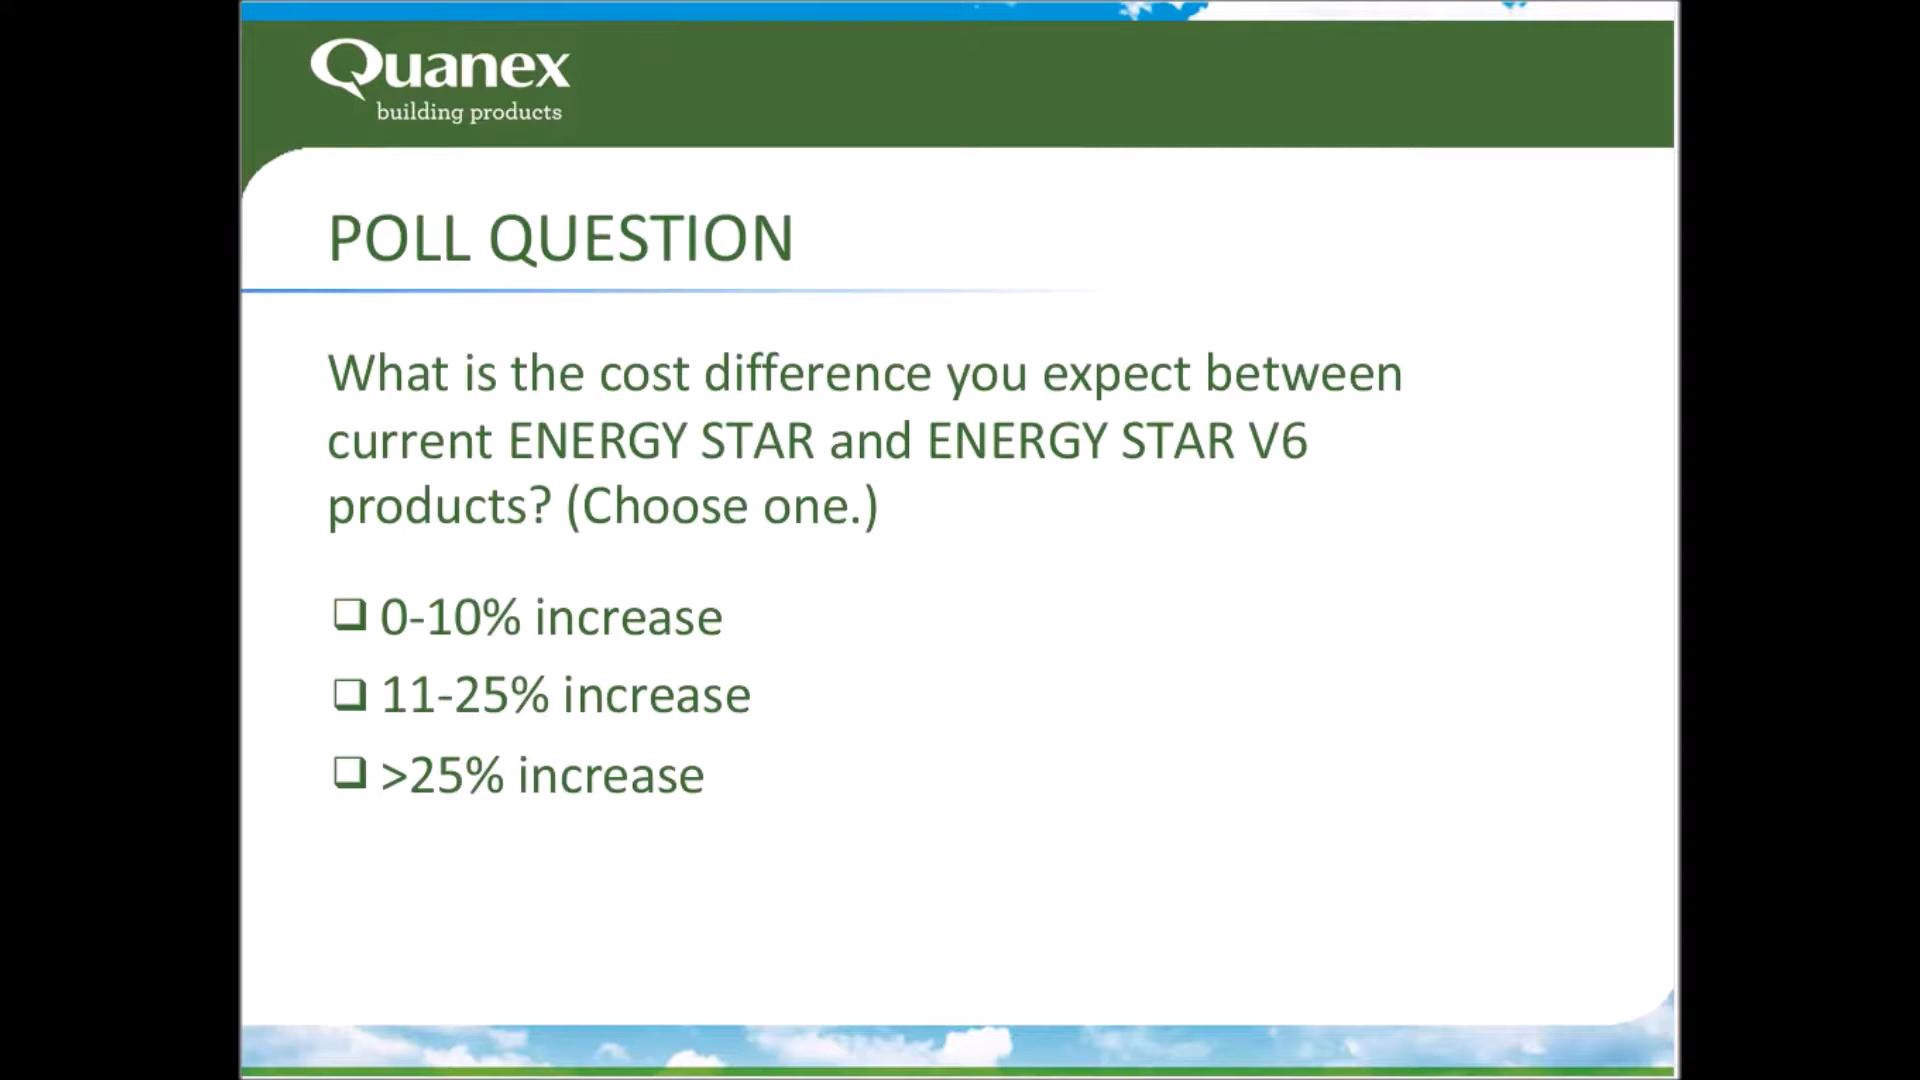 Quanex
building products
POLL QUESTION
What is the cost difference you expect between
current ENERGY STAR and ENERGY STAR V6
products? (Choose one.)
❑ 0-10% increase
❑ 11-25% increase
❑ >25% increase